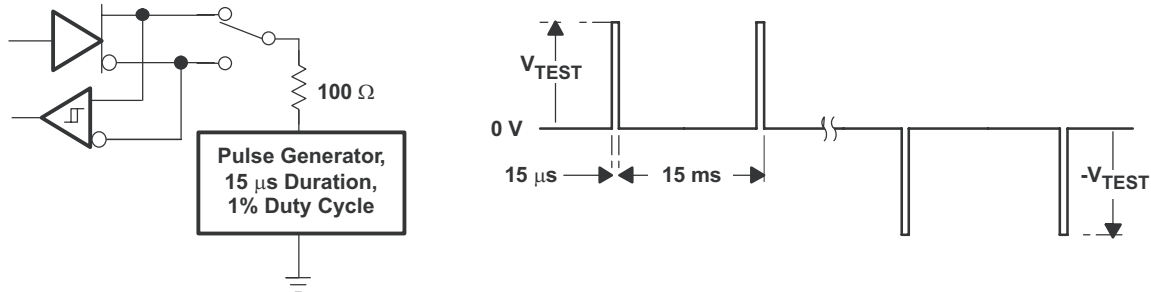 100 Ω
Pulse Generator,
15 μs Duration,
1% Duty Cycle
V_TEST
0 V
15 μs
15 ms
-V_TEST